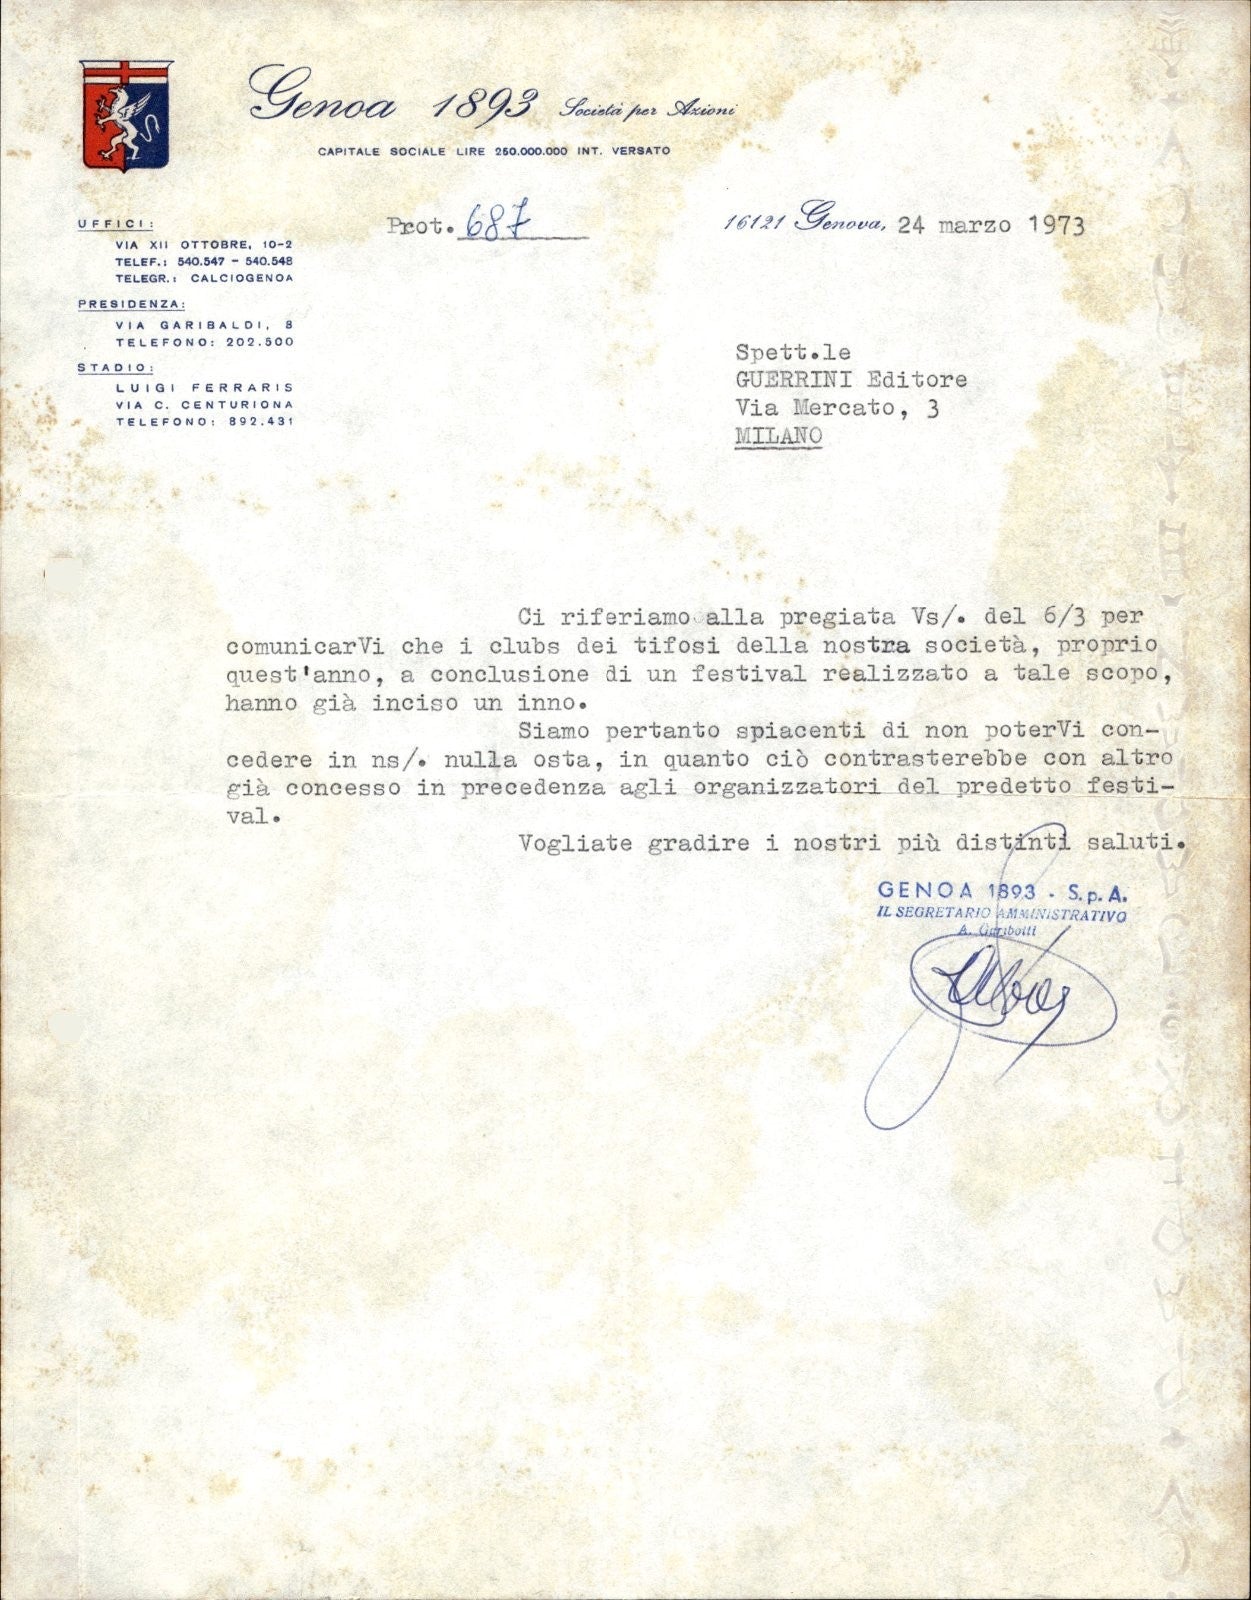 Genoa 1893 Società per Azioni
CAPITALE SOCIALE LIRE 250.000.000 INT. VERSATO
UFFICI:
VIA XII OTTOBRE, 10-2
TELEF.: 540.547 - 540.548
TELEGR.: CALCIOGENOA
PRESIDENZA:
VIA GARIBALDI, 8
TELEFONO: 202.500
STADIO:
LUIGI FERRARIS
VIA C. CENTURIONA
TELEFONO: 892.431
Prot. 687
16121 Genova, 24 marzo 1973
Spett.le
GUERRINI Editore
Via Mercato, 3
MILANO
Ci riferiamo alla pregiata Vs/. del 6/3 per
comunicarVi che i clubs dei tifosi della nostra società, proprio
quest'anno, a conclusione di un festival realizzato a tale scopo,
hanno già inciso un inno.
Siamo pertanto spiacenti di non poterVi con-
cedere in ns/. nulla osta, in quanto ciò contrasterebbe con altro
già concesso in precedenza agli organizzatori del predetto festi-
val.
Vogliate gradire i nostri più distinti saluti.
GENOA 1893 - S.p.A.
IL SEGRETARIO AMMINISTRATIVO
A. Garibotti